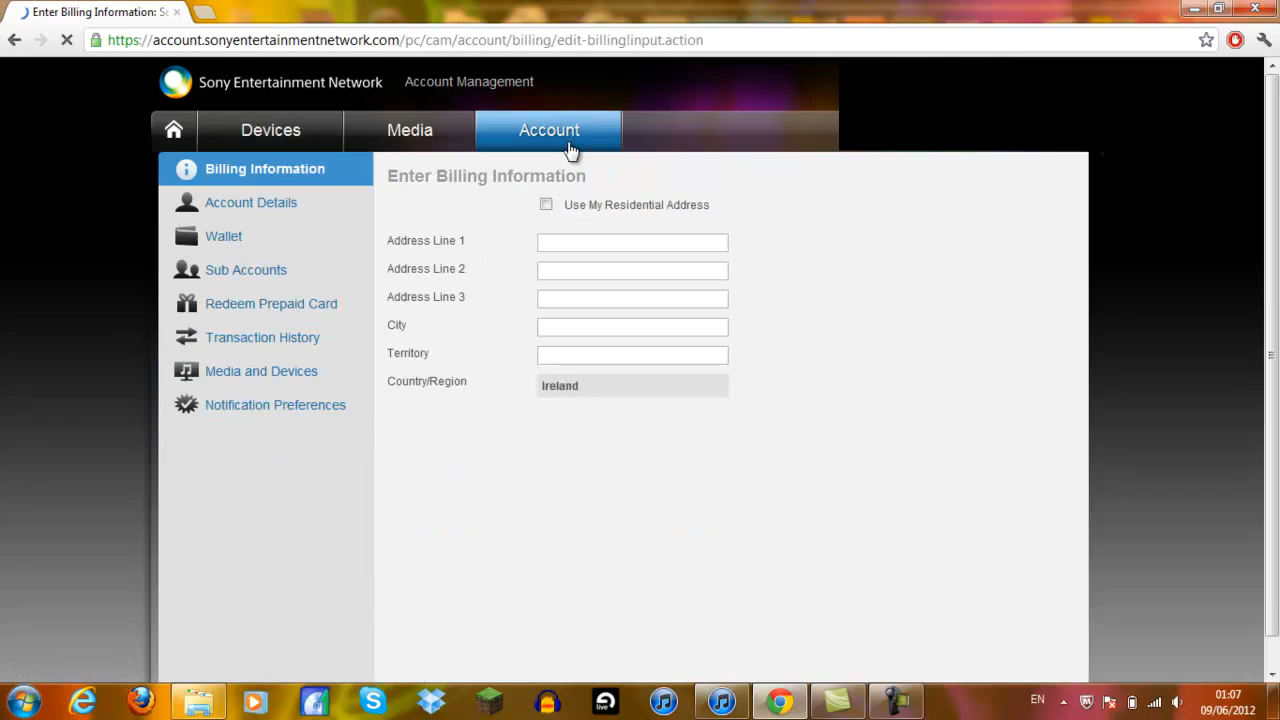 Enter Billing Information: S
https://account.sonyentertainmentnetwork.com/pc/cam/account/billing/edit-billing!input.action
Sony Entertainment Network Account Management
Devices Media Account
Billing Information
Account Details
Wallet
Sub Accounts
Redeem Prepaid Card
Transaction History
Media and Devices
Notification Preferences
Enter Billing Information
Use My Residential Address
Address Line 1
Address Line 2
Address Line 3
City
Territory
Country/Region Ireland
live
EN
01:07
09/06/2012